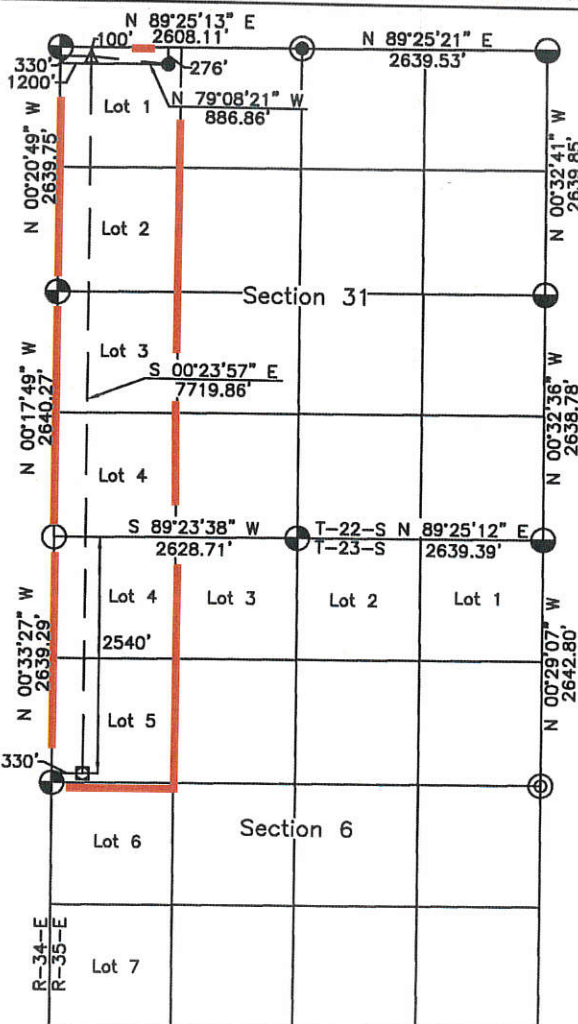 N 89°25'13" E
2608.11'
N 89°25'21" E
2639.53'
100'
330'
1200'
276'
N 79°08'21" W
886.86'
Lot 1
N 00°20'49" W
2639.75'
N 00°32'41" W
2639.85'
Lot 2
Section 31
Lot 3
S 00°23'57" E
7719.86'
N 00°17'49" W
2640.27'
N 00°32'36" W
2638.78'
Lot 4
S 89°23'38" W
2628.71'
T-22-S
T-23-S
N 89°25'12" E
2639.39'
Lot 4
Lot 3
Lot 2
Lot 1
2540'
N 00°33'27" W
2639.29'
N 00°29'07" W
2642.80'
Lot 5
330'
Lot 6
Section 6
R-34-E
R-35-E
Lot 7